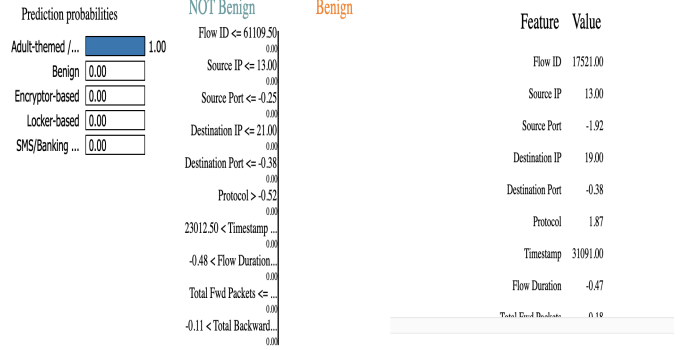 Prediction probabilities
Adult-themed /... 1.00
Benign 0.00
Encryptor-based 0.00
Locker-based 0.00
SMS/Banking ... 0.00
NOT Benign Benign
Flow ID <= 61109.50
0.00
Source IP <= 13.00
0.00
Source Port <= -0.25
0.00
Destination IP <= 21.00
0.00
Destination Port <= -0.38
0.00
Protocol > -0.52
0.00
23012.50 < Timestamp ...
0.00
-0.48 < Flow Duration...
0.00
Total Fwd Packets <= ...
0.00
-0.11 < Total Backward...
0.00
Feature Value
Flow ID 17521.00
Source IP 13.00
Source Port -1.92
Destination IP 19.00
Destination Port -0.38
Protocol 1.87
Timestamp 31091.00
Flow Duration -0.47
Total Fwd Packets 0.18